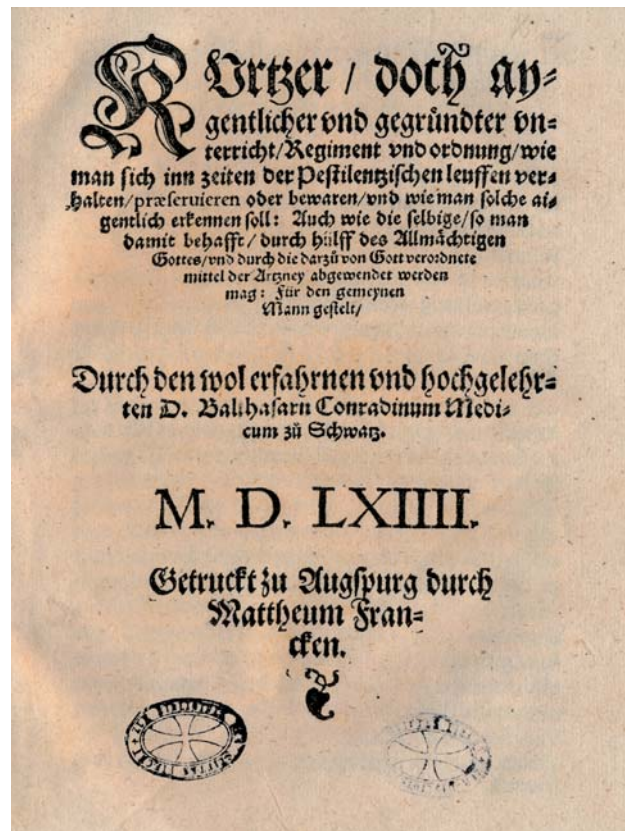 KUrtzer / doch ay-
gentlicher vnd gegründter vn-
terricht/Regiment vnd ordnung/wie
man sich inn zeiten der Pestilentzischen leuffen ver-
halten/præseruieren oder bewaren/vnd wie man solche ai-
gentlich erkennen soll: Auch wie die selbige/so man
damit behafft/durch hülff des Allmächtigen
Gottes/vnd durch die darzů von Gott verordnete
mittel der Artzney abgewendet werden
mag: Für den gemeynen
Mann gestelt/
Durch den wol erfahrnen vnd hochgelehr-
ten D. Balthasarn Conradinum Medi-
cum zů Schwatz.
M. D. LXIIII.
Getruckt zu Augspurg durch
Mattheum Fran-
cken.